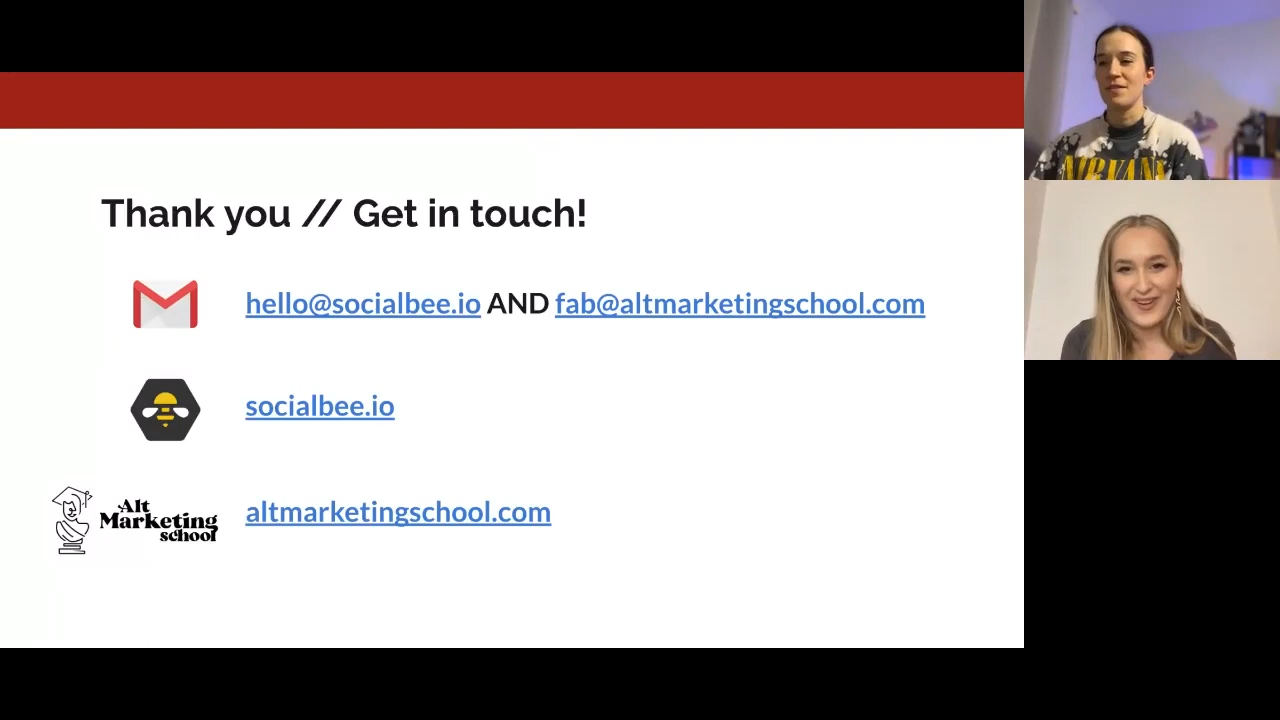 Thank you // Get in touch!
hello@socialbee.io AND fab@altmarketingschool.com
socialbee.io
Alt
Marketing
school
altmarketingschool.com
NIRVANA